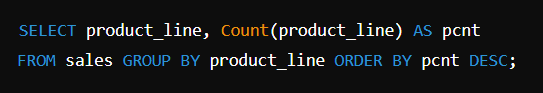 SELECT product_line, Count(product_line) AS pcnt
FROM sales GROUP BY product_line ORDER BY pcnt DESC;